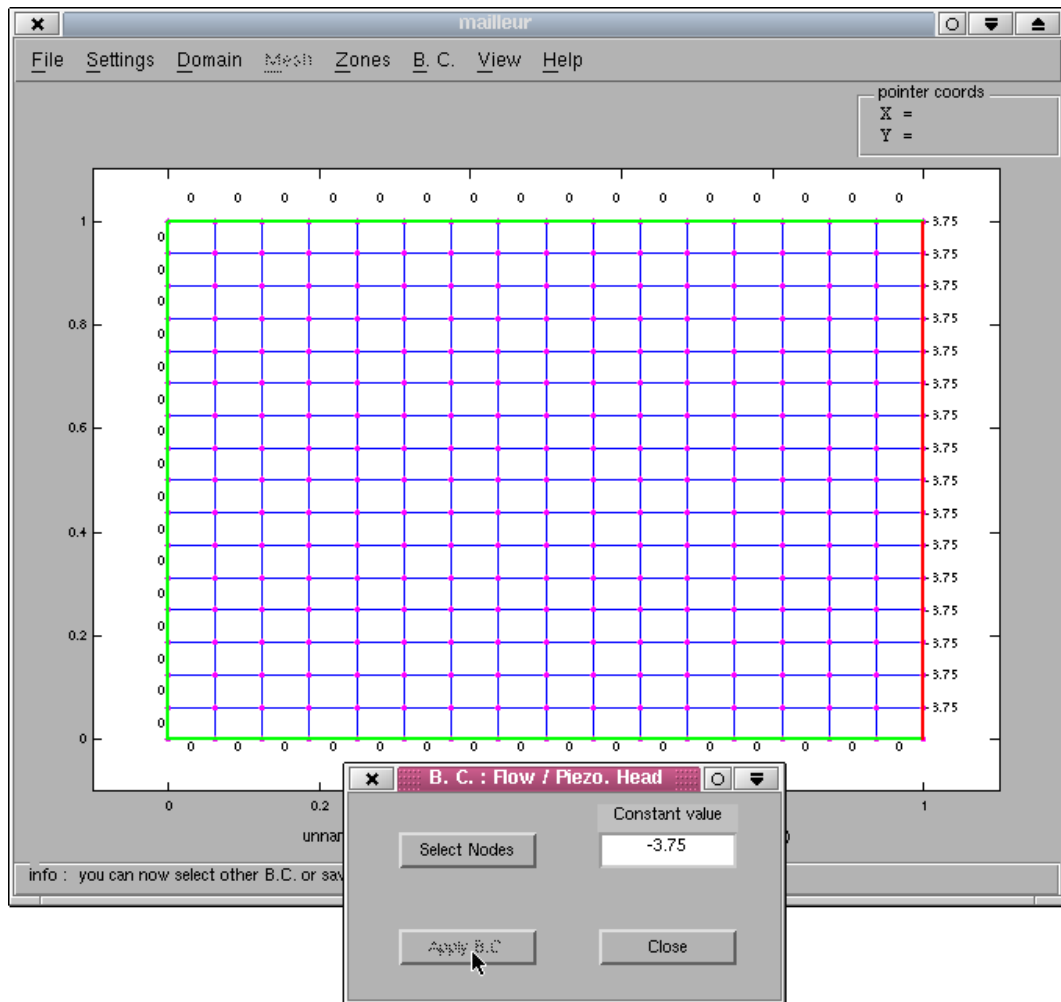 mailleur
File Settings Domain Mesh Zones B. C. View Help
pointer coords
X =
Y =
0 0 0 0 0 0 0 0 0 0 0 0 0 0 0 0
1 -3.75
0
-3.75
0
-3.75
0
0.8 -3.75
0
-3.75
0
-3.75
0
-3.75
0.6 0
-3.75
0
-3.75
0
-3.75
0.4 0
-3.75
0
-3.75
0
-3.75
0
0.2 -3.75
0
-3.75
0
-3.75
0
0
0 0 0 0 0 0 0 0 0 0 0 0 0 0 0 0
0 0.2 1
B. C. : Flow / Piezo. Head
Constant value
Select Nodes -3.75
Apply B.C Close
info : you can now select other B.C. or